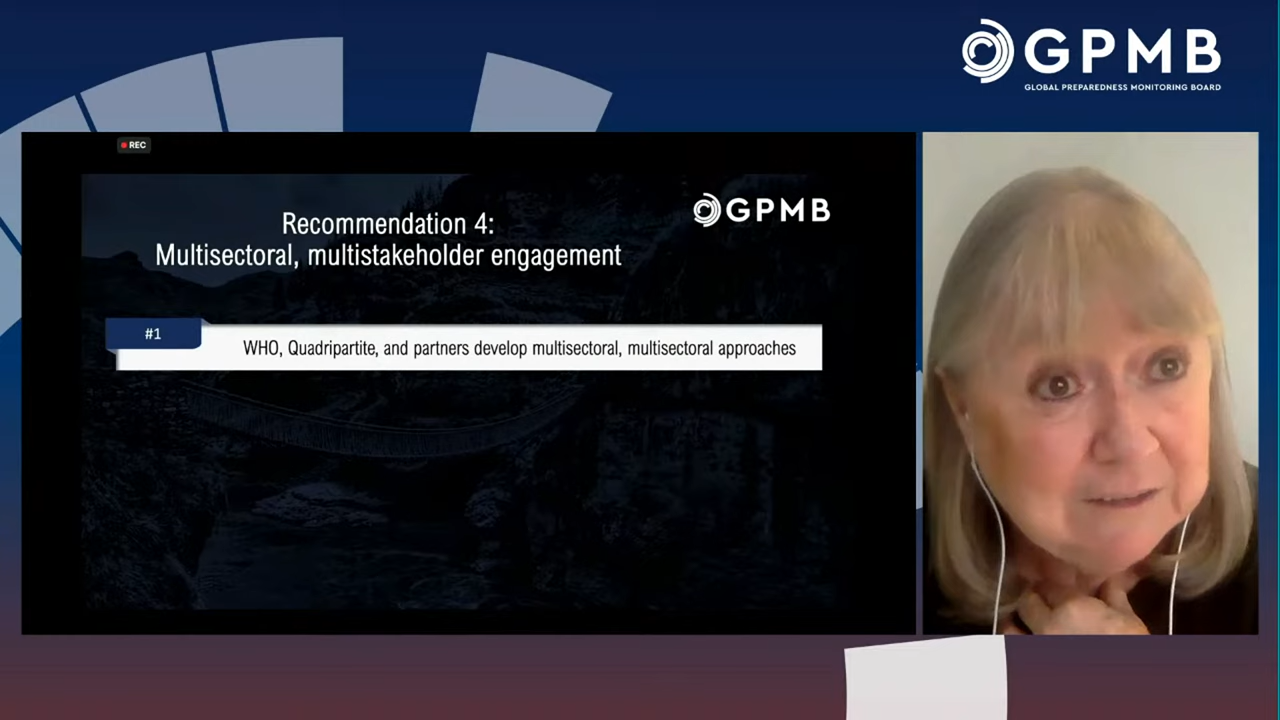 GPMB
GLOBAL PREPAREDNESS MONITORING BOARD
REC
GPMB
Recommendation 4:
Multisectoral, multistakeholder engagement
#1
WHO, Quadripartite, and partners develop multisectoral, multisectoral approaches